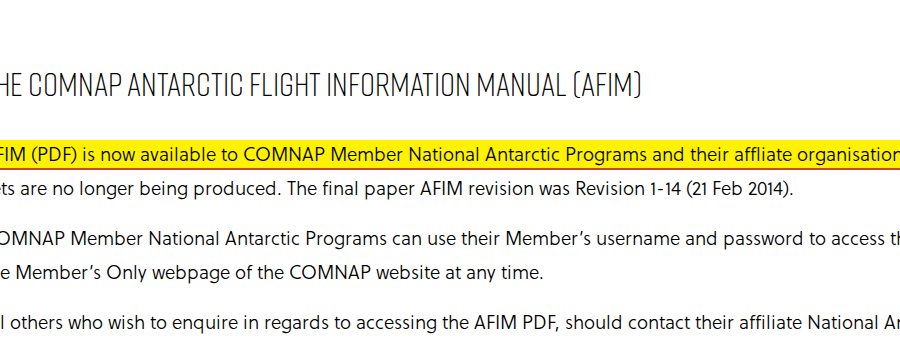 HE COMNAP ANTARCTIC FLIGHT INFORMATION MANUAL (AFIM)
FIM (PDF) is now available to COMNAP Member National Antarctic Programs and their affliate organisation
ets are no longer being produced. The final paper AFIM revision was Revision 1-14 (21 Feb 2014).
OMNAP Member National Antarctic Programs can use their Member’s username and password to access th
e Member’s Only webpage of the COMNAP website at any time.
l others who wish to enquire in regards to accessing the AFIM PDF, should contact their affiliate National An